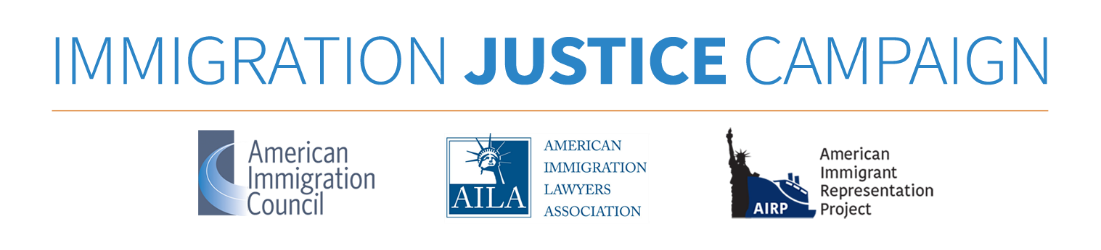 IMMIGRATION JUSTICE CAMPAIGN
American
Immigration
Council
AILA
AMERICAN
IMMIGRATION
LAWYERS
ASSOCIATION
AIRP
American
Immigrant
Representation
Project